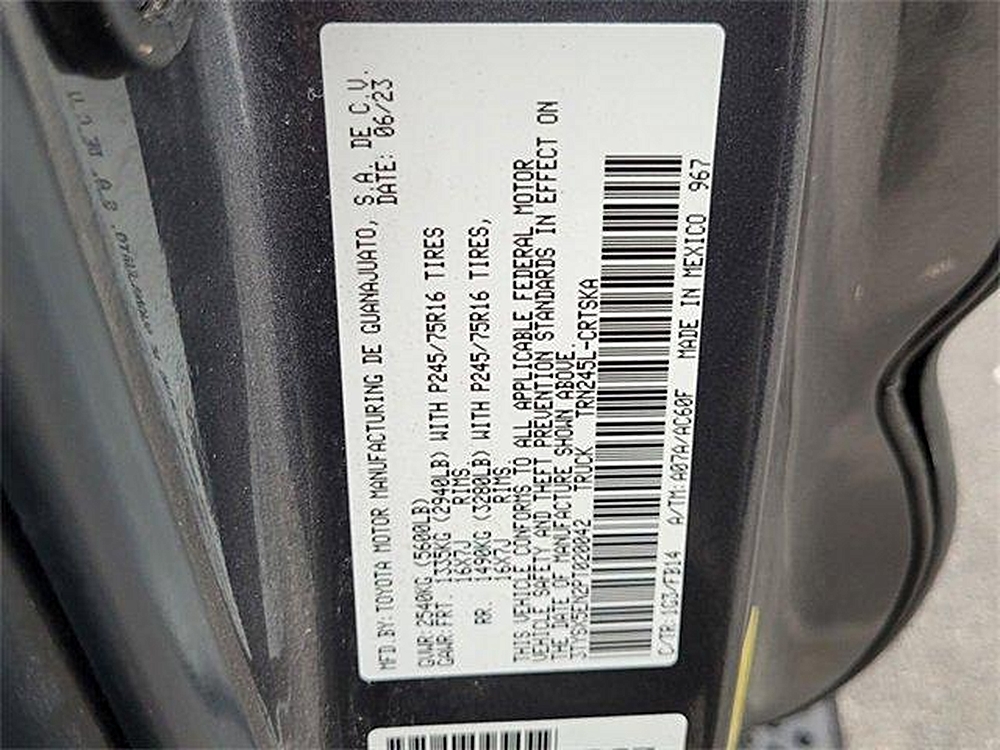 MFD.BY: TOYOTA MOTOR MANUFACTURING DE GUANAJUATO, S.A. DE C.V.
DATE: 06/23
GVWR: 2540KG (5600LB)
GAWR: FRT. 1335KG (2940LB) WITH P245/75R16 TIRES
16X7J RIMS.
RR. 1490KG (3280LB) WITH P245/75R16 TIRES,
16X7J RIMS.
THIS VEHICLE CONFORMS TO ALL APPLICABLE FEDERAL MOTOR
VEHICLE SAFETY AND THEFT PREVENTION STANDARDS IN EFFECT ON
THE DATE OF MANUFACTURE SHOWN ABOVE.
3TYSX5EN2PT020042 TRUCK TRN245L-CRTSKA
C/TR: 1G3/FB14 A/TM: A07A/AC60F MADE IN MEXICO 967